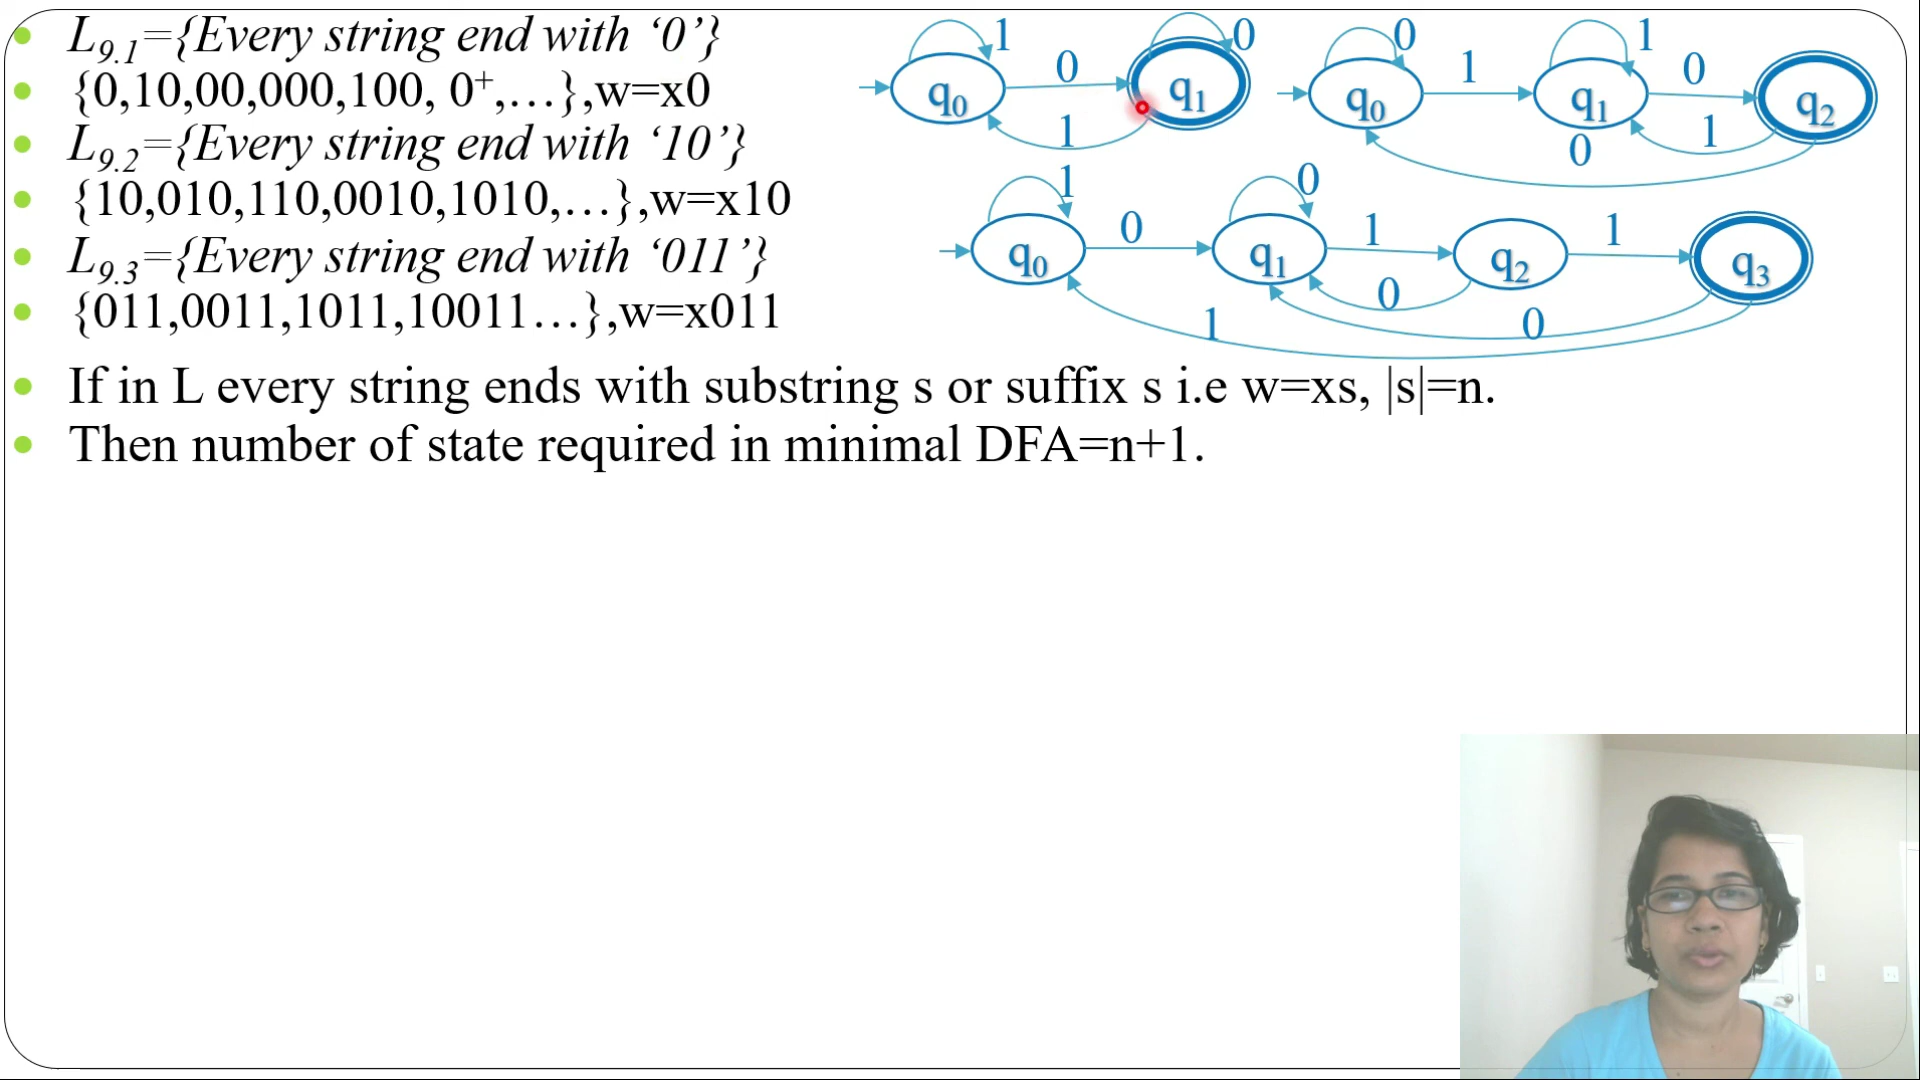 L9.1={Every string end with ‘0’}
{0,10,00,000,100, 0+,…},w=x0
L9.2={Every string end with ‘10’}
{10,010,110,0010,1010,…},w=x10
L9.3={Every string end with ‘011’}
{011,0011,1011,10011…},w=x011
If in L every string ends with substring s or suffix s i.e w=xs, |s|=n.
Then number of state required in minimal DFA=n+1.
1 0
q0 0 q1
1
0 1
q0 1 q1 0 q2
1
0
1 0
q0 0 q1 1 q2 1 q3
0
1 0